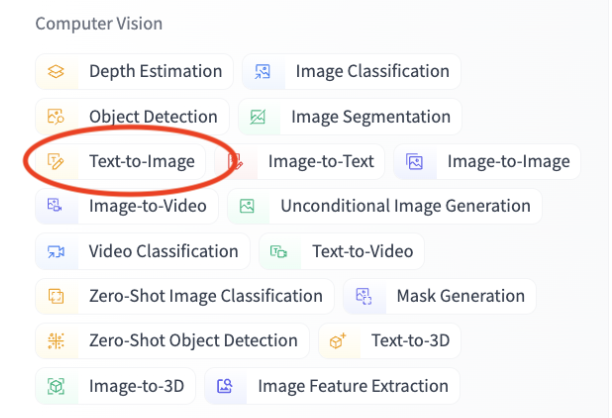 Computer Vision
Depth Estimation Image Classification
Object Detection Image Segmentation
Text-to-Image Image-to-Text Image-to-Image
Image-to-Video Unconditional Image Generation
Video Classification Text-to-Video
Zero-Shot Image Classification Mask Generation
Zero-Shot Object Detection Text-to-3D
Image-to-3D Image Feature Extraction